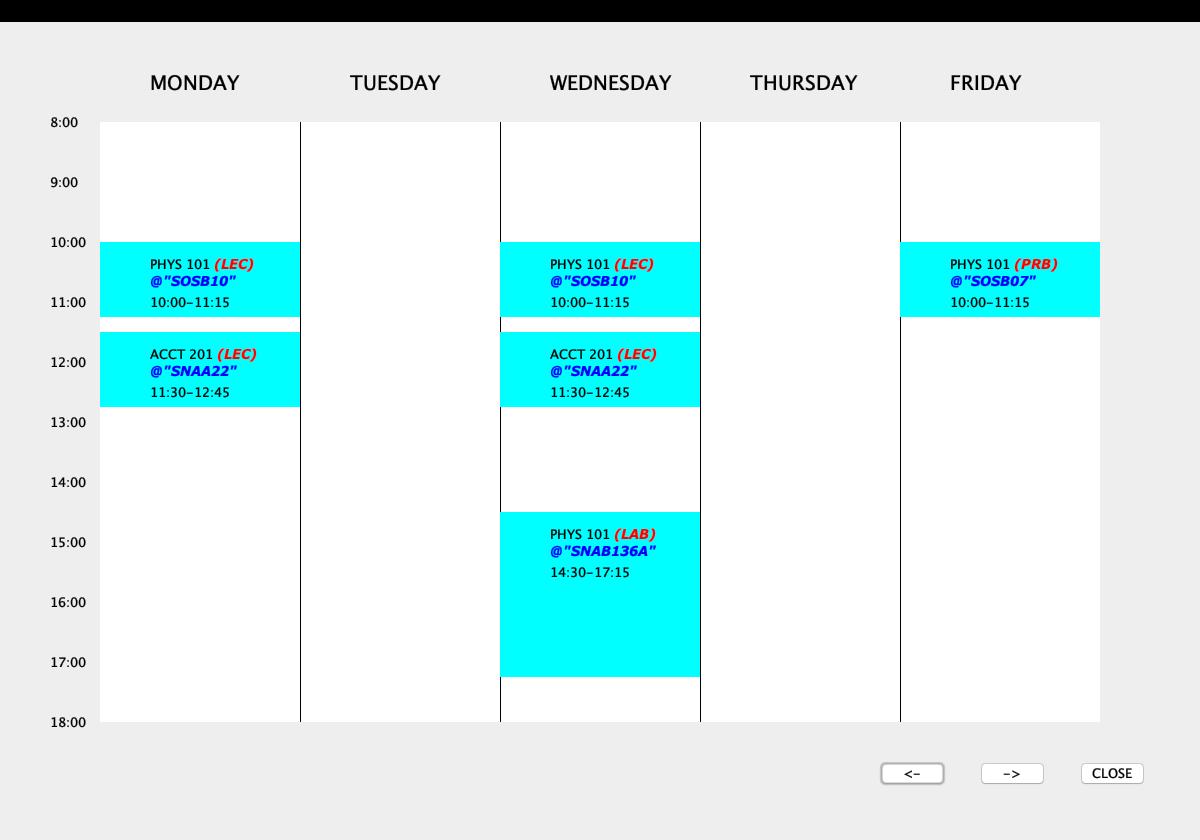 MONDAY TUESDAY WEDNESDAY THURSDAY FRIDAY
8:00
9:00
10:00
PHYS 101 (LEC) PHYS 101 (LEC) PHYS 101 (PRB)
@"SOSB10" @"SOSB10" @"SOSB07"
11:00 10:00-11:15 10:00-11:15 10:00-11:15
ACCT 201 (LEC) ACCT 201 (LEC)
12:00
@"SNAA22" @"SNAA22"
11:30-12:45 11:30-12:45
13:00
14:00
PHYS 101 (LAB)
15:00
@"SNAB136A"
14:30-17:15
16:00
17:00
18:00
<- -> CLOSE